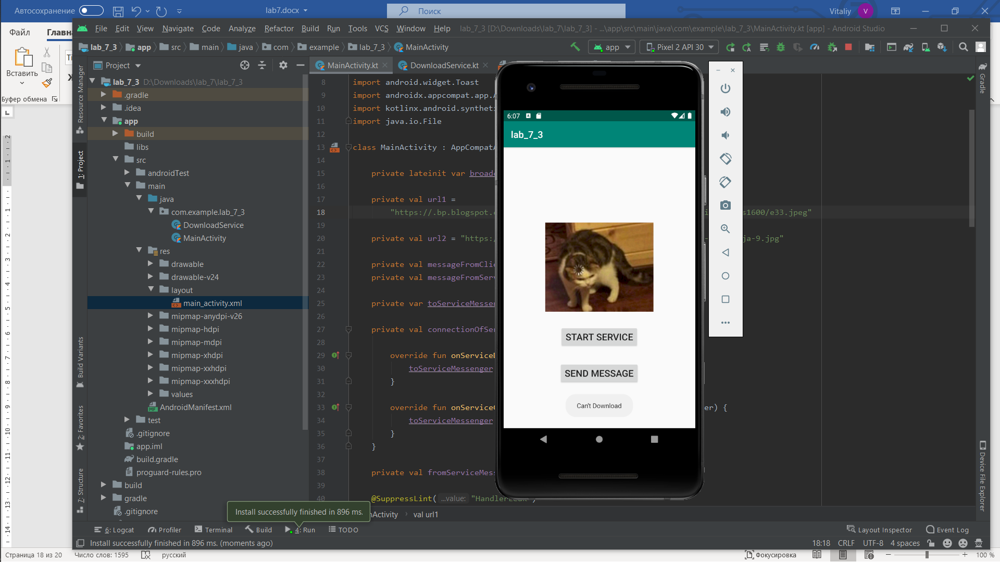 Автосохранение
lab7.docx
Поиск
Vitaliy
V
Файл
Вставить
Буфер обмена
File Edit View Navigate Code Analyze Refactor Build Run Tools VCS Window Help
lab_7_3 [D:\Downloads\lab_7\lab_7_3] - ...\app\src\main\java\com\example\lab_7_3\MainActivity.kt [app] - Android Studio
lab_7_3 app src main java com example lab_7_3 MainActivity
app
Pixel 2 API 30
Project
MainActivity.kt
DownloadService.kt
Resource Manager
1: Project
Build Variants
2: Favorites
7: Structure
lab_7_3 D:\Downloads\lab_7\lab_7_3
.gradle
.idea
app
build
libs
src
androidTest
main
java
com.example.lab_7_3
DownloadService
MainActivity
res
drawable
drawable-v24
layout
main_activity.xml
mipmap-anydpi-v26
mipmap-hdpi
mipmap-mdpi
mipmap-xhdpi
mipmap-xxhdpi
mipmap-xxxhdpi
values
AndroidManifest.xml
test
.gitignore
app.iml
build.gradle
proguard-rules.pro
build
gradle
.gitignore
8 import android.widget.Toast
9 import androidx.appcompat.app.
10 import kotlinx.android.syntheti
11 import java.io.File
12
13 class MainActivity : AppCompatA
14
15 private lateinit var broad
16
17 private val url1 =
18 "https://.bp.blogspot. s1600/e33.jpeg"
19
20 private val url2 = "https: ja-9.jpg"
21
22 private val messageFromClie
23 private val messageFromServ
24
25 private var toServiceMessen
26
27 private val connectionOfSer
28
29 override fun onService
30 toServiceMessenger
31 }
32
33 override fun onService er) {
34 toServiceMessenger
35 }
36 }
37
38 private val fromServiceMess
39
40 @SuppressLint( ...value: "HandlerLeak"
6:07
lab_7_3
START SERVICE
SEND MESSAGE
Can't Download
Gradle
Device File Explorer
Install successfully finished in 896 ms.
nActivity val url1
6: Logcat Profiler Terminal Build 4: Run TODO
Layout Inspector Event Log
Install successfully finished in 896 ms. (moments ago)
18:18 CRLF UTF-8 4 spaces
Страница 18 из 20 Число слов: 1595 русский
Фокусировка
100 %